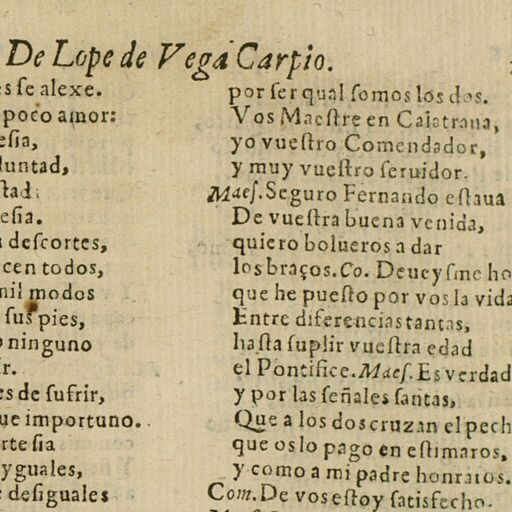 De Lope de Vega Carpio.
es se alexe.
poco amor:
esia,
luntad,
stad:
esia.
descortes,
cen todos,
mil modos
sus pies,
o ninguno
ir.
es de sufrir,
que importuno.
rtesia
yguales,
e desiguales
por ser qual somos los dos.
Vos Maestre en Calatraua,
yo vuestro Comendador,
y muy vuestro seruidor.
Maes. Seguro Fernando estaua
De vuestra buena venida,
quiero bolueros a dar
los braços. Co. Deueysme ho
que he puesto por vos la vida
Entre diferencias tantas,
hasta suplir vuestra edad
el Pontifice. Maes. Es verdad
y por las señales santas,
Que a los dos cruzan el pech
que os lo pago en estimaros,
y como a mi padre honraros.
Com. De vos estoy satisfecho.